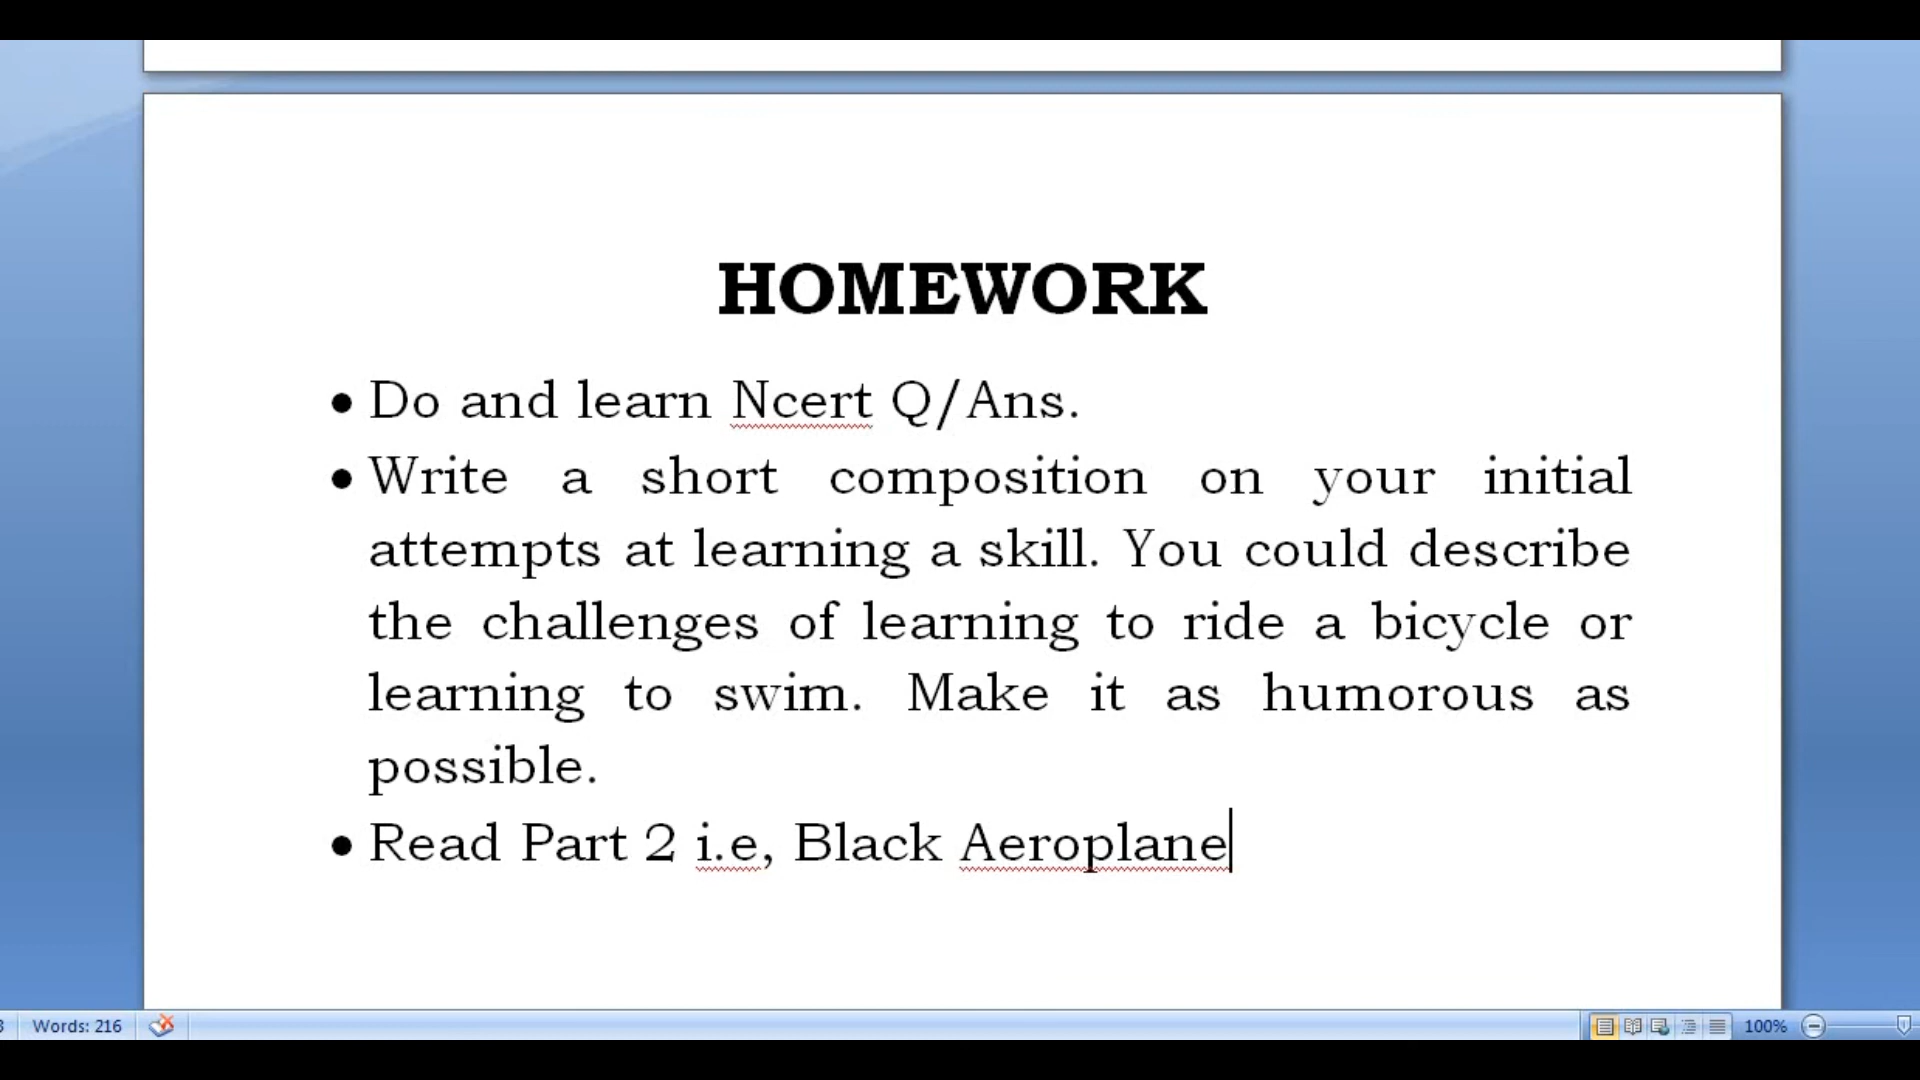 HOMEWORK
• Do and learn Ncert Q/Ans.
• Write a short composition on your initial
attempts at learning a skill. You could describe
the challenges of learning to ride a bicycle or
learning to swim. Make it as humorous as
possible.
• Read Part 2 i.e, Black Aeroplane
Words: 216
100%